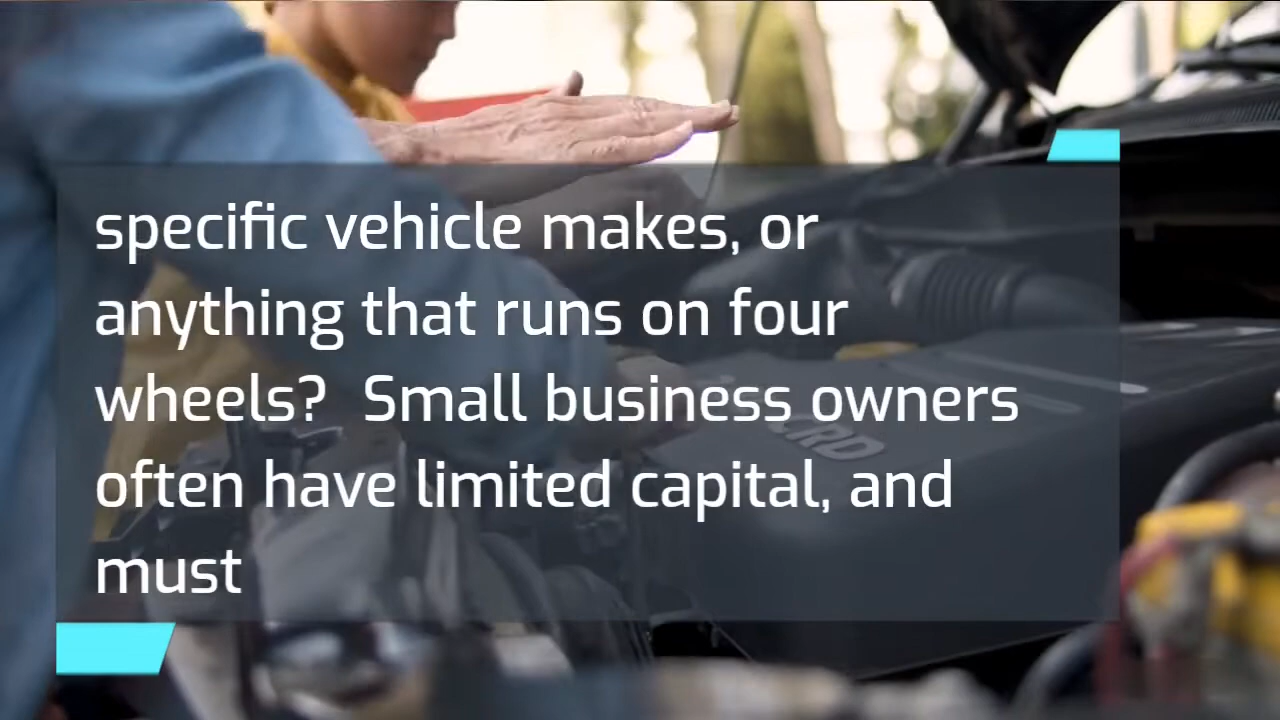 specific vehicle makes, or
anything that runs on four
wheels?  Small business owners
often have limited capital, and
must
CRD